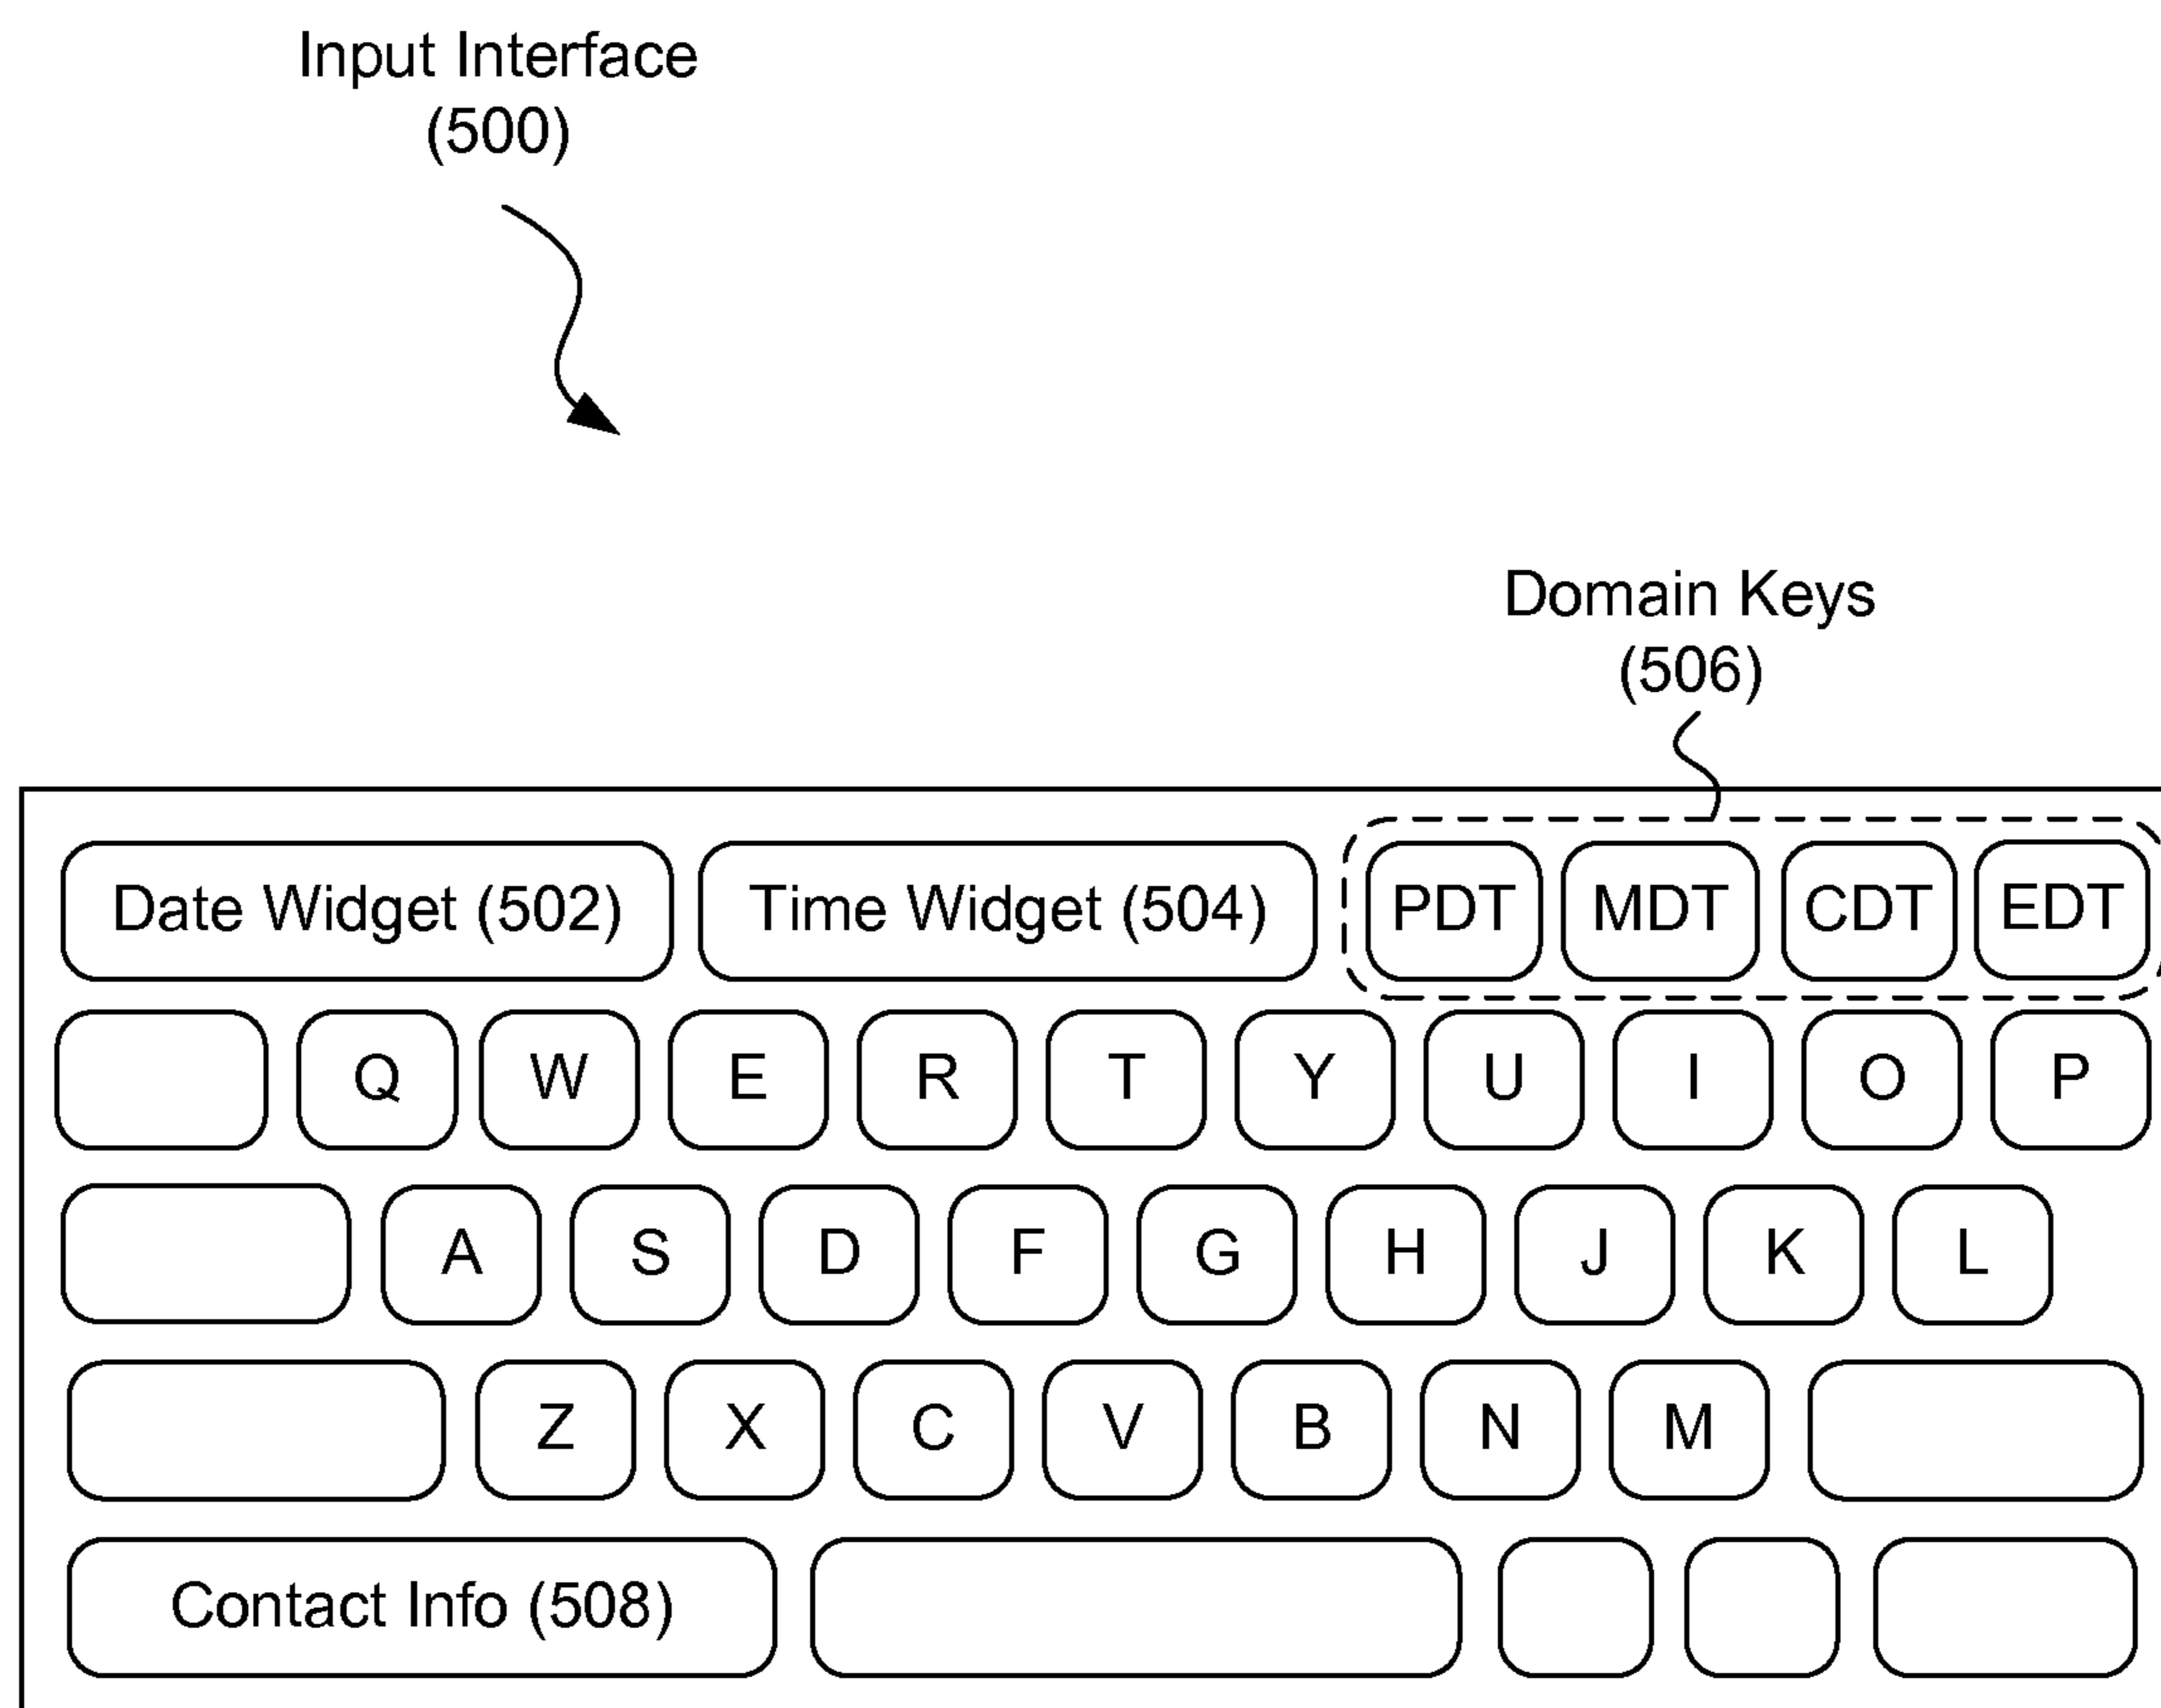 Input Interface
(500)
Domain Keys
(506)
Date Widget (502) Time Widget (504) PDT MDT CDT EDT
Q W E R T Y U I O P
A S D F G H J K L
Z X C V B N M
Contact Info (508)